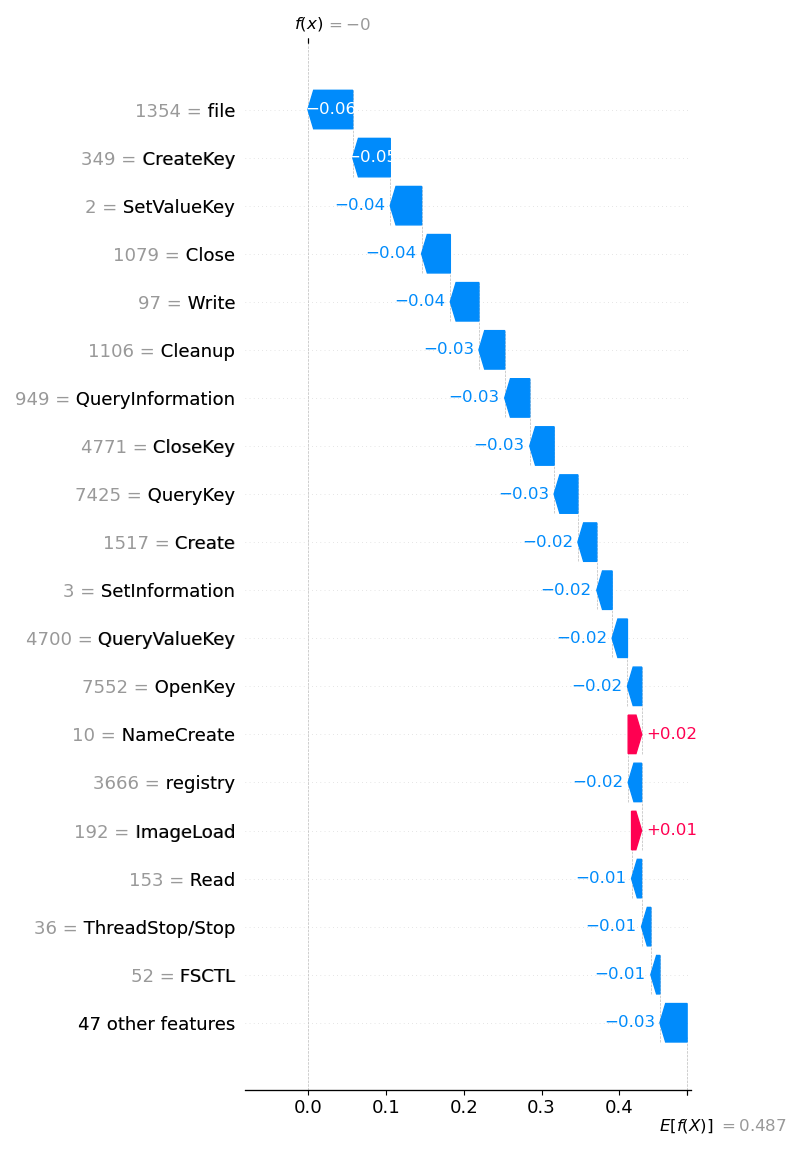 f(x) = −0
1354 = file −0.06
349 = CreateKey −0.05
2 = SetValueKey −0.04
1079 = Close −0.04
97 = Write −0.04
1106 = Cleanup −0.03
949 = QueryInformation −0.03
4771 = CloseKey −0.03
7425 = QueryKey −0.03
1517 = Create −0.02
3 = SetInformation −0.02
4700 = QueryValueKey −0.02
7552 = OpenKey −0.02
10 = NameCreate +0.02
3666 = registry −0.02
192 = ImageLoad +0.01
153 = Read −0.01
36 = ThreadStop/Stop −0.01
52 = FSCTL −0.01
47 other features −0.03
0.0 0.1 0.2 0.3 0.4
E[f(X)] = 0.487